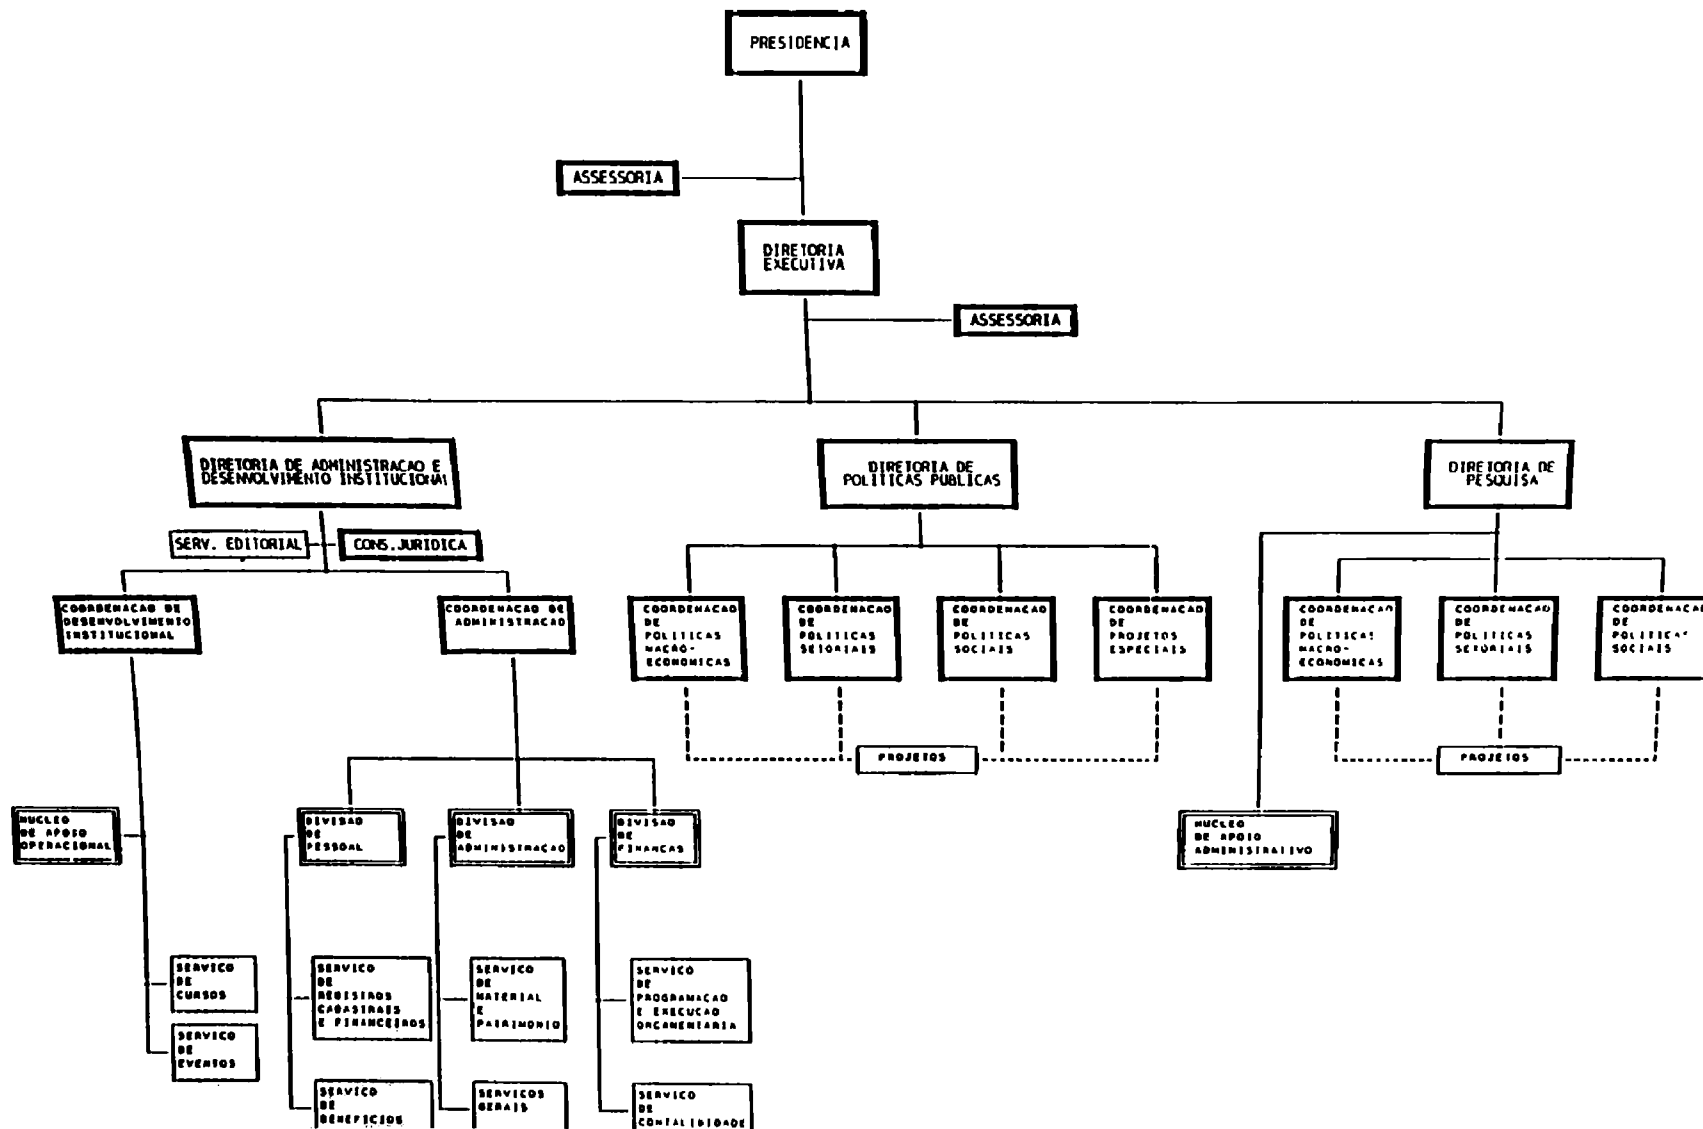 PRESIDENCIA
ASSESSORIA
DIRETORIA
EXECUTIVA
ASSESSORIA
DIRETORIA DE ADMINISTRACAO E
DESENVOLVIMENTO INSTITUCIONAL
DIRETORIA DE
POLITICAS PUBLICAS
DIRETORIA DE
PESQUISA
SERV. EDITORIAL
CONS.JURIDICA
COORDENACAO DE
DESENVOLVIMENTO
INSTITUCIONAL
COORDENACAO DE
ADMINISTRACAO
COORDENACAO
DE
POLITICAS
MACRO-
ECONOMICAS
COORDENACAO
DE
POLITICAS
SETORIAIS
COORDENACAO
DE
POLITICAS
SOCIAIS
COORDENACAO
DE
PROJETOS
ESPECIAIS
COORDENACAO
DE
POLITICAS
MACRO-
ECONOMICAS
COORDENACAO
DE
POLITICAS
SETORIAIS
COORDENACAO
DE
POLITICAS
SOCIAIS
PROJETOS
PROJETOS
NUCLEO
DE APOIO
OPERACIONAL
DIVISAO
DE
PESSOAL
DIVISAO
DE
ADMINISTRACAO
DIVISAO
DE
FINANCAS
NUCLEO
DE APOIO
ADMINISTRATIVO
SERVICO
DE
CURSOS
SERVICO
DE
EVENTOS
SERVICO
DE
REGISTROS
CADASTRAIS
E FINANCEIROS
SERVICO
DE
MATERIAL
E
PATRIMONIO
SERVICO
DE
PROGRAMACAO
E EXECUCAO
ORCAMENTARIA
SERVICO
DE
BENEFICIOS
SERVICOS
GERAIS
SERVICO
DE
CONTALIDADE